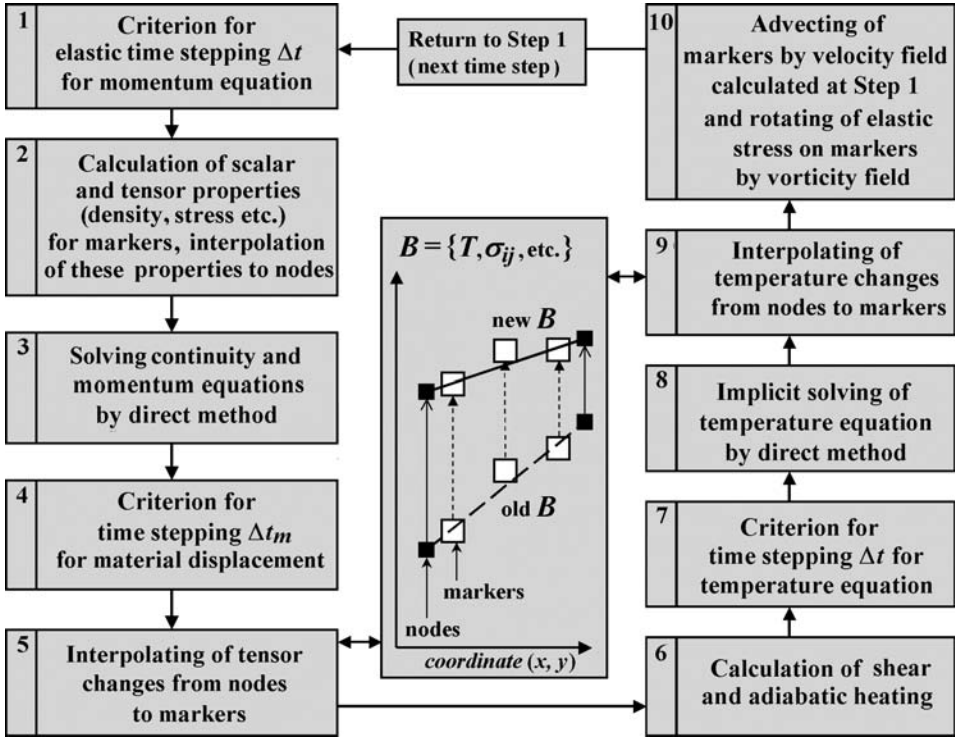 1
Criterion for
elastic time stepping Δt
for momentum equation
2
Calculation of scalar
and tensor properties
(density, stress etc.)
for markers, interpolation
of these properties to nodes
3
Solving continuity and
momentum equations
by direct method
4
Criterion for
time stepping Δtm
for material displacement
5
Interpolating of tensor
changes from nodes
to markers
Return to Step 1
(next time step)
B = {T, σij, etc.}
new B
old B
markers
nodes
coordinate (x, y)
10
Advecting of
markers by velocity field
calculated at Step 1
and rotating of elastic
stress on markers
by vorticity field
9
Interpolating of
temperature changes
from nodes to markers
8
Implicit solving of
temperature equation
by direct method
7
Criterion for
time stepping Δt for
temperature equation
6
Calculation of shear
and adiabatic heating